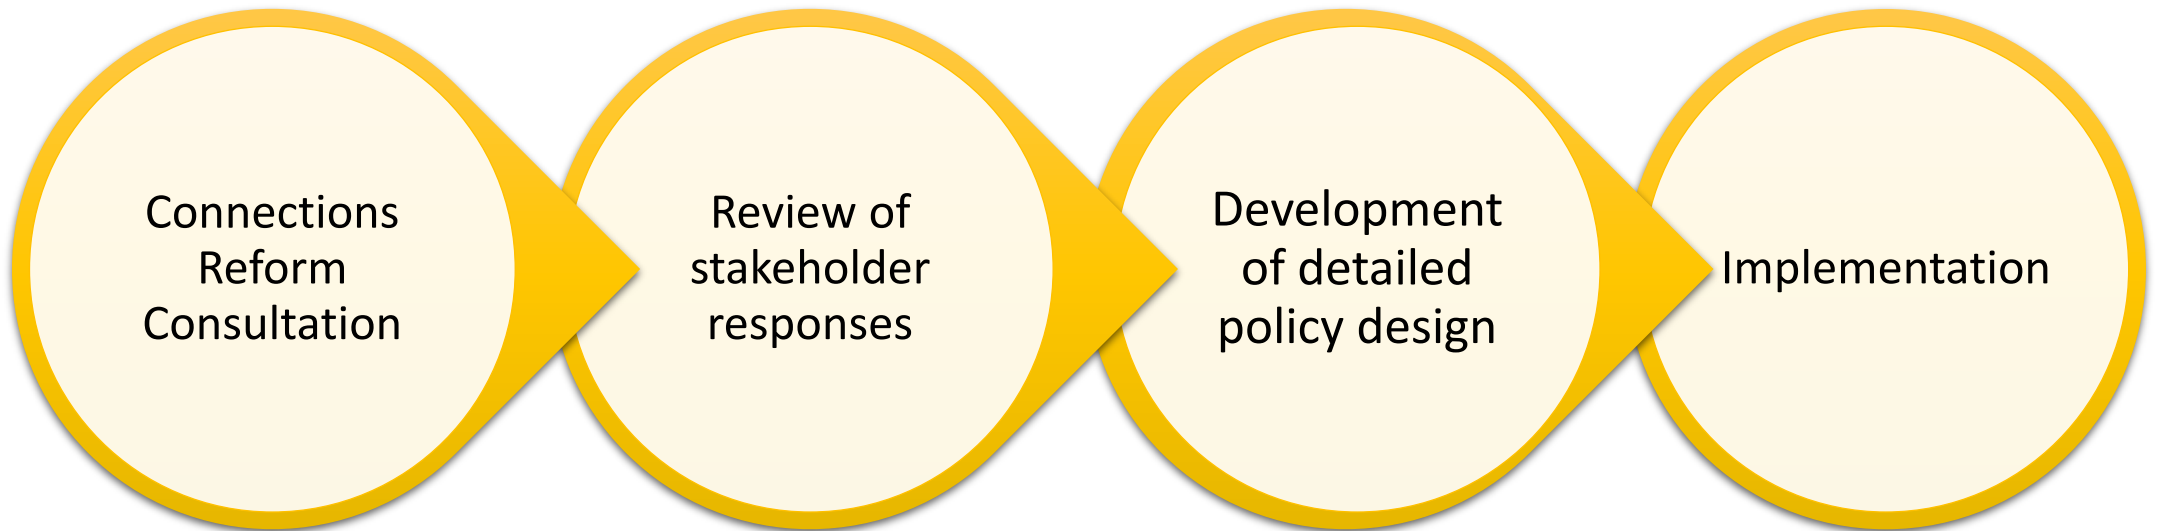 Connections
Reform
Consultation
Review of
stakeholder
responses
Development
of detailed
policy design
Implementation